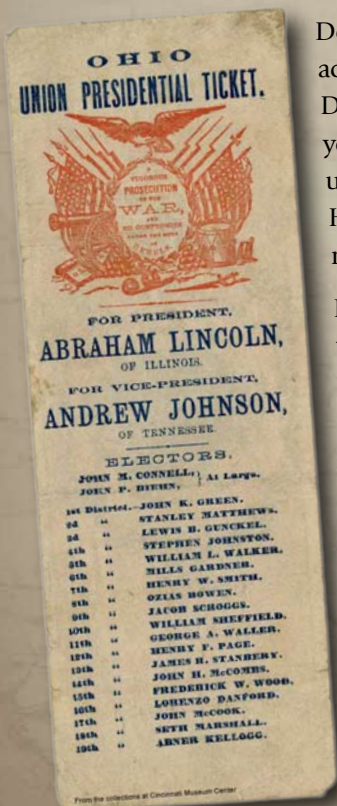 OHIO
UNION PRESIDENTIAL TICKET.
A
VIGOROUS
PROSECUTION
OF THE
WAR,
AND
NO COMPROMISE
UNDER THE GUNS
OF
REBELS.
FOR PRESIDENT,
ABRAHAM LINCOLN,
OF ILLINOIS.
FOR VICE-PRESIDENT,
ANDREW JOHNSON,
OF TENNESSEE.
ELECTORS.
JOHN M. CONNELL, } At Large.
JOHN P. BIEHN,
1st District.—JOHN K. GREEN.
2d " STANLEY MATTHEWS.
3d " LEWIS B. GUNCKEL.
4th " STEPHEN JOHNSTON.
5th " WILLIAM L. WALKER.
6th " MILLS GARDNER.
7th " HENRY W. SMITH.
8th " OZIAS BOWEN.
9th " JACOB SCROGGS.
10th " WILLIAM SHEFFIELD.
11th " GEORGE A. WALLER.
12th " HENRY F. PAGE.
13th " JAMES R. STANBERY.
14th " JOHN H. McCOMBS.
15th " FREDERICK W. WOOD.
16th " LORENZO DANFORD.
17th " JOHN McCOOK.
18th " SETH MARSHALL.
19th " ABNER KELLOGG.
From the collections at Cincinnati Museum Center